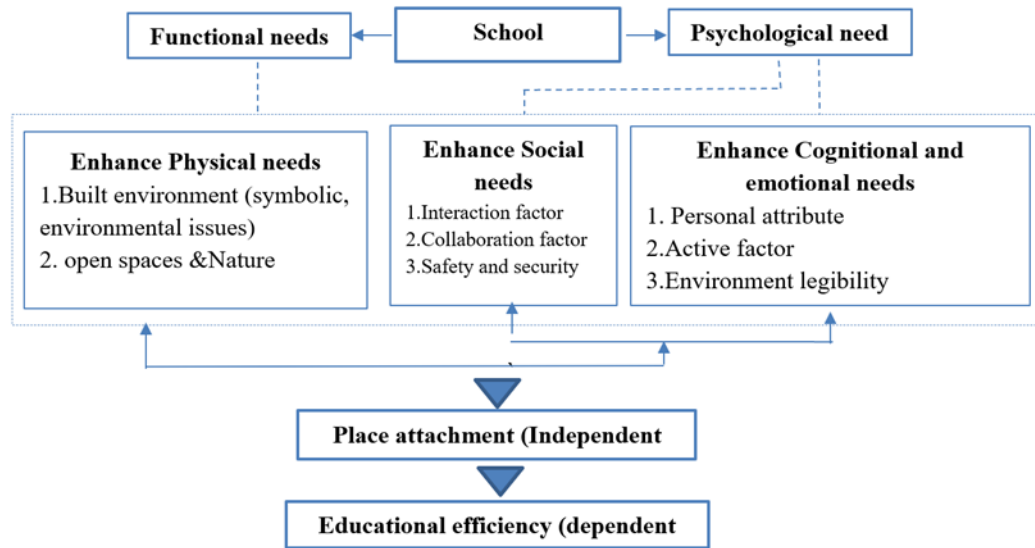 Functional needs
School
Psychological need
Enhance Physical needs
1.Built environment (symbolic,
environmental issues)
2. open spaces &Nature
Enhance Social
needs
1.Interaction factor
2.Collaboration factor
3.Safety and security
Enhance Cognitional and
emotional needs
1. Personal attribute
2.Active factor
3.Environment legibility
Place attachment (Independent
Educational efficiency (dependent